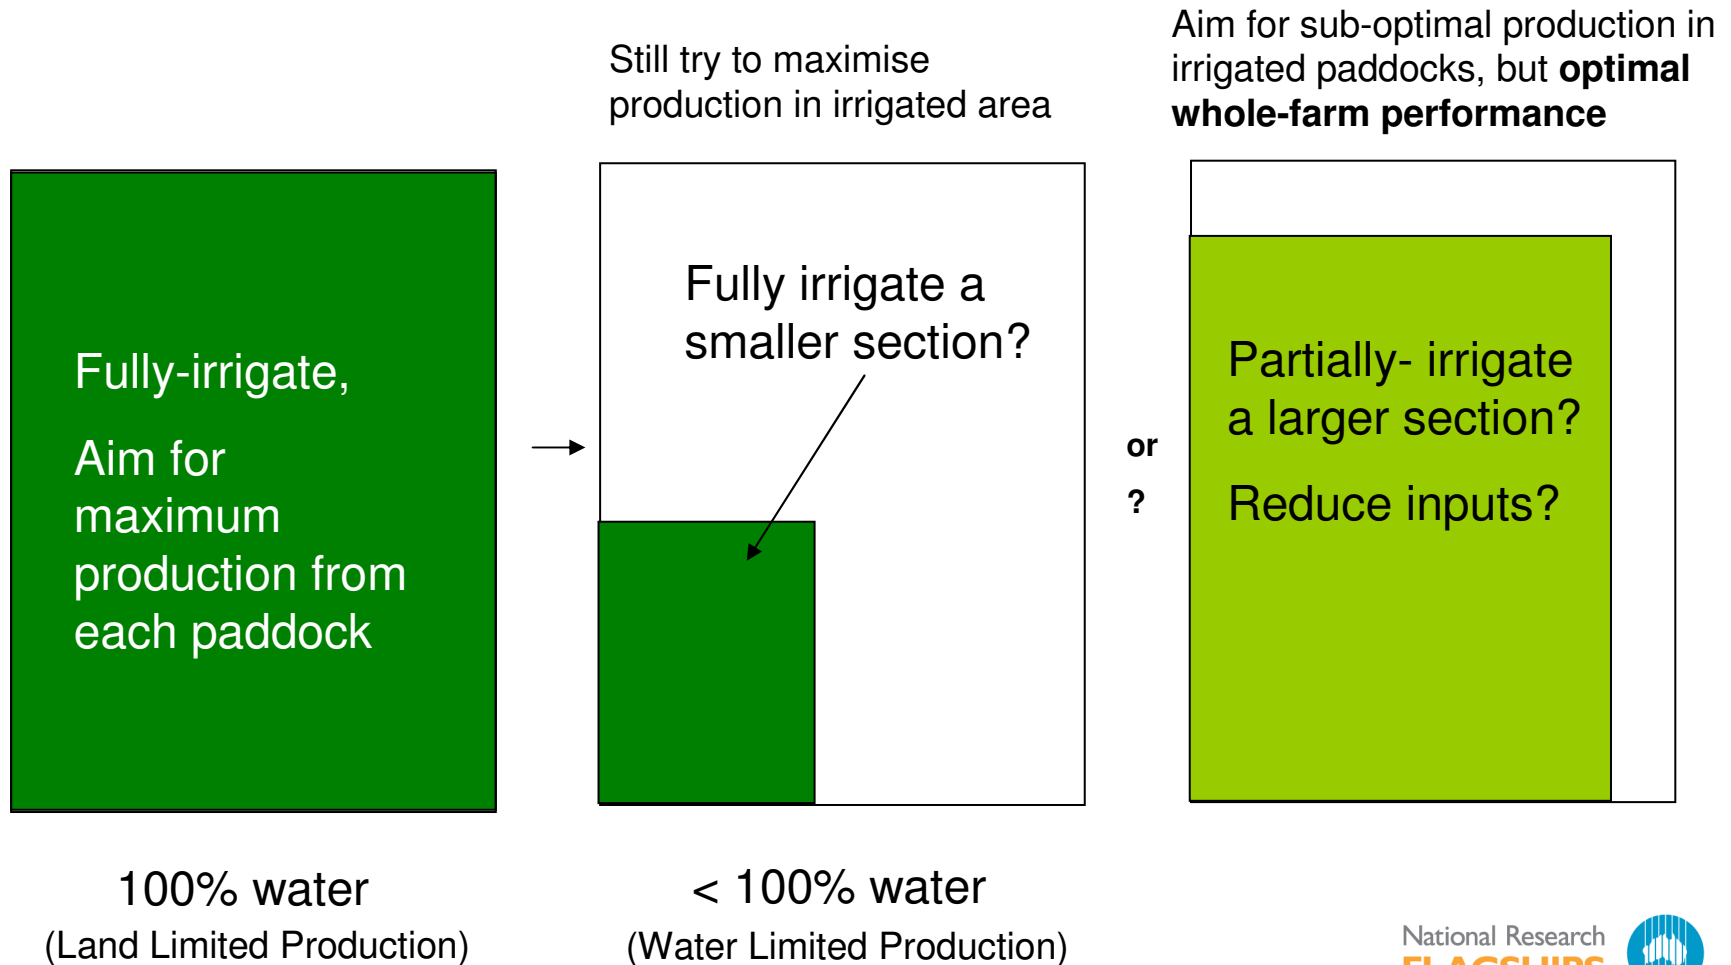 Still try to maximise
production in irrigated area
Aim for sub-optimal production in
irrigated paddocks, but optimal
whole-farm performance
Fully-irrigate,
Aim for
maximum
production from
each paddock
Fully irrigate a
smaller section?
or
?
Partially- irrigate
a larger section?
Reduce inputs?
100% water
(Land Limited Production)
< 100% water
(Water Limited Production)
National Research
FLAGSHIPS